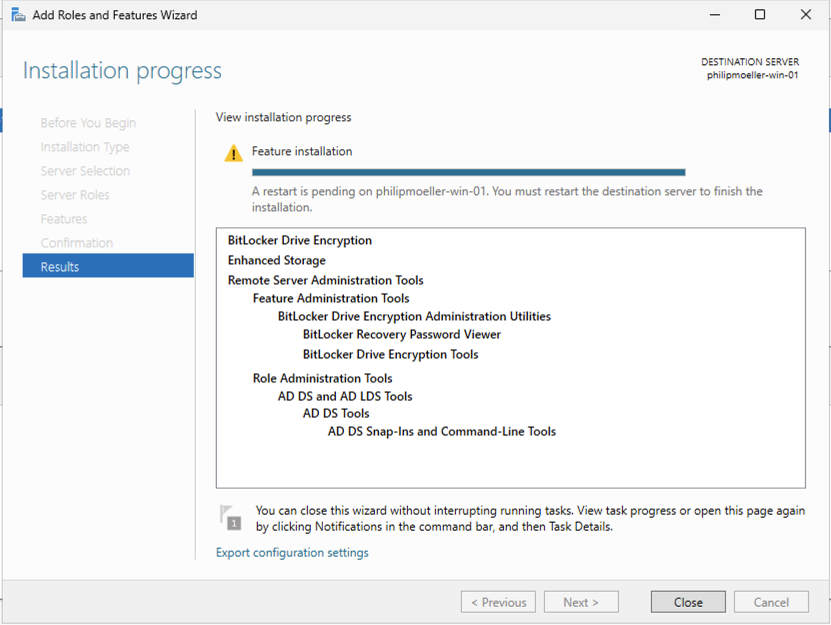 Add Roles and Features Wizard
Installation progress
DESTINATION SERVER
philipmoeller-win-01
Before You Begin
Installation Type
Server Selection
Server Roles
Features
Confirmation
Results
View installation progress
Feature installation
A restart is pending on philipmoeller-win-01. You must restart the destination server to finish the
installation.
BitLocker Drive Encryption
Enhanced Storage
Remote Server Administration Tools
Feature Administration Tools
BitLocker Drive Encryption Administration Utilities
BitLocker Recovery Password Viewer
BitLocker Drive Encryption Tools
Role Administration Tools
AD DS and AD LDS Tools
AD DS Tools
AD DS Snap-Ins and Command-Line Tools
1
You can close this wizard without interrupting running tasks. View task progress or open this page again
by clicking Notifications in the command bar, and then Task Details.
Export configuration settings
< Previous
Next >
Close
Cancel